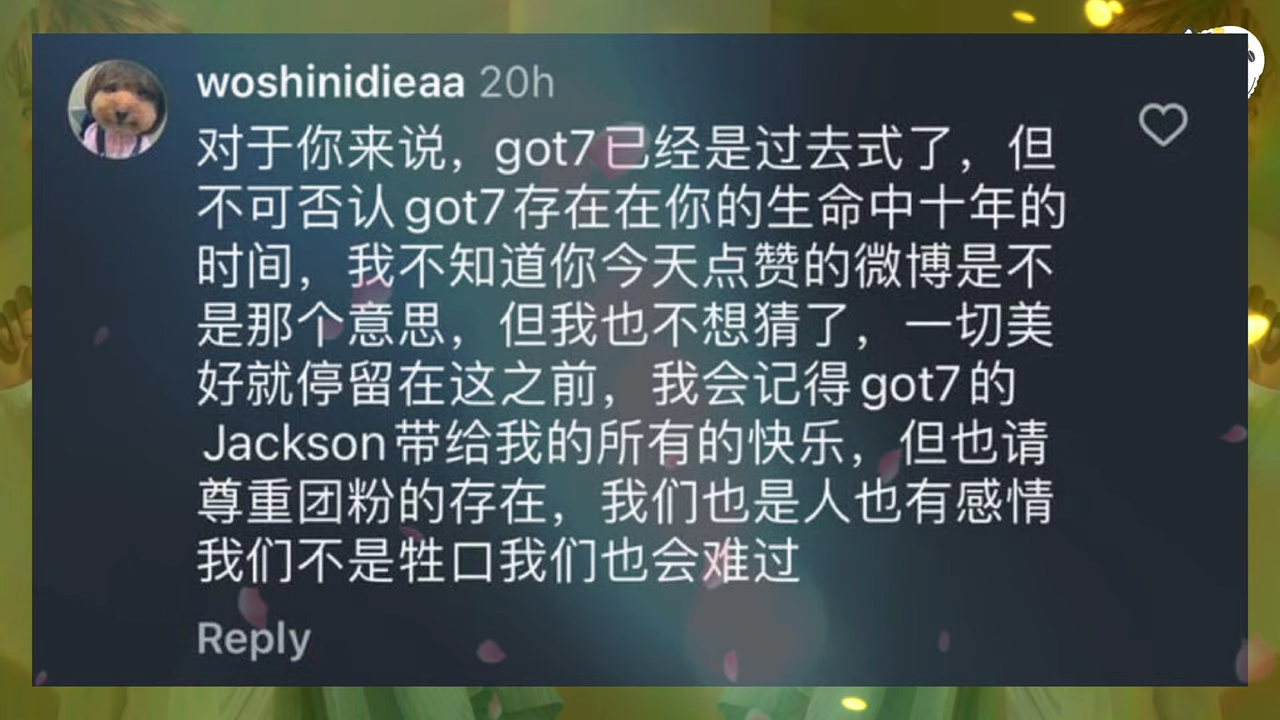 woshinidieaa 20h
对于你来说，got7已经是过去式了，但
不可否认got7存在在你的生命中十年的
时间，我不知道你今天点赞的微博是不
是那个意思，但我也不想猜了，一切美
好就停留在这之前，我会记得got7的
Jackson带给我的所有的快乐，但也请
尊重团粉的存在，我们也是人也有感情
我们不是牲口我们也会难过
Reply